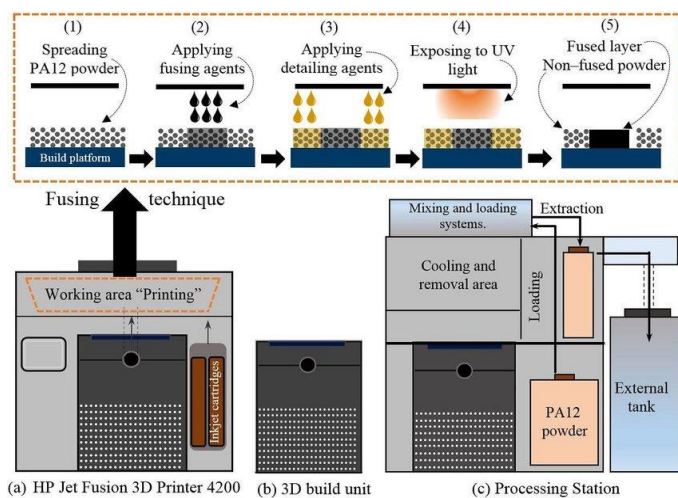 (1)
(2)
(3)
(4)
(5)
Spreading
PA12 powder
Applying
fusing agents
Applying
detailing agents
Exposing to UV
light
Fused layer
Non–fused powder
Build platform
Fusing technique
Working area “Printing”
Inkjet cartridges
Mixing and loading
systems.
Extraction
Cooling and
removal area
Loading
PA12
powder
External
tank
(a) HP Jet Fusion 3D Printer 4200
(b) 3D build unit
(c) Processing Station